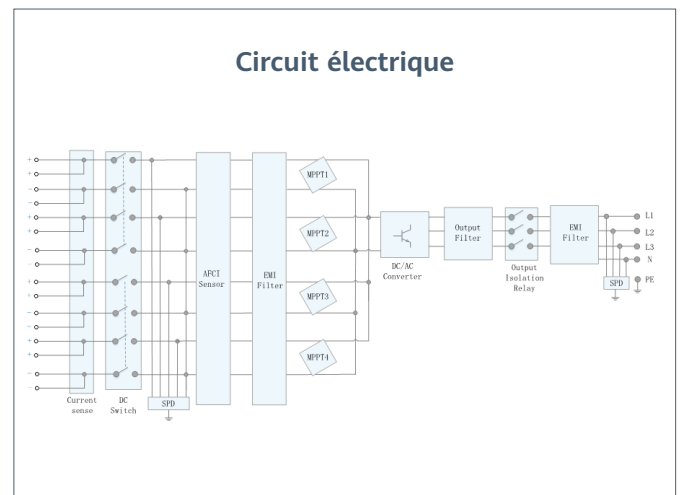 Circuit électrique
+
+
-
-
+
+
-
-
+
+
-
-
+
+
-
-
Current
sense
DC
Switch
SPD
AFCI
Sensor
EMI
Filter
MPPT1
MPPT2
MPPT3
MPPT4
DC/AC
Converter
Output
Filter
Output
Isolation
Relay
EMI
Filter
SPD
L1
L2
L3
N
PE